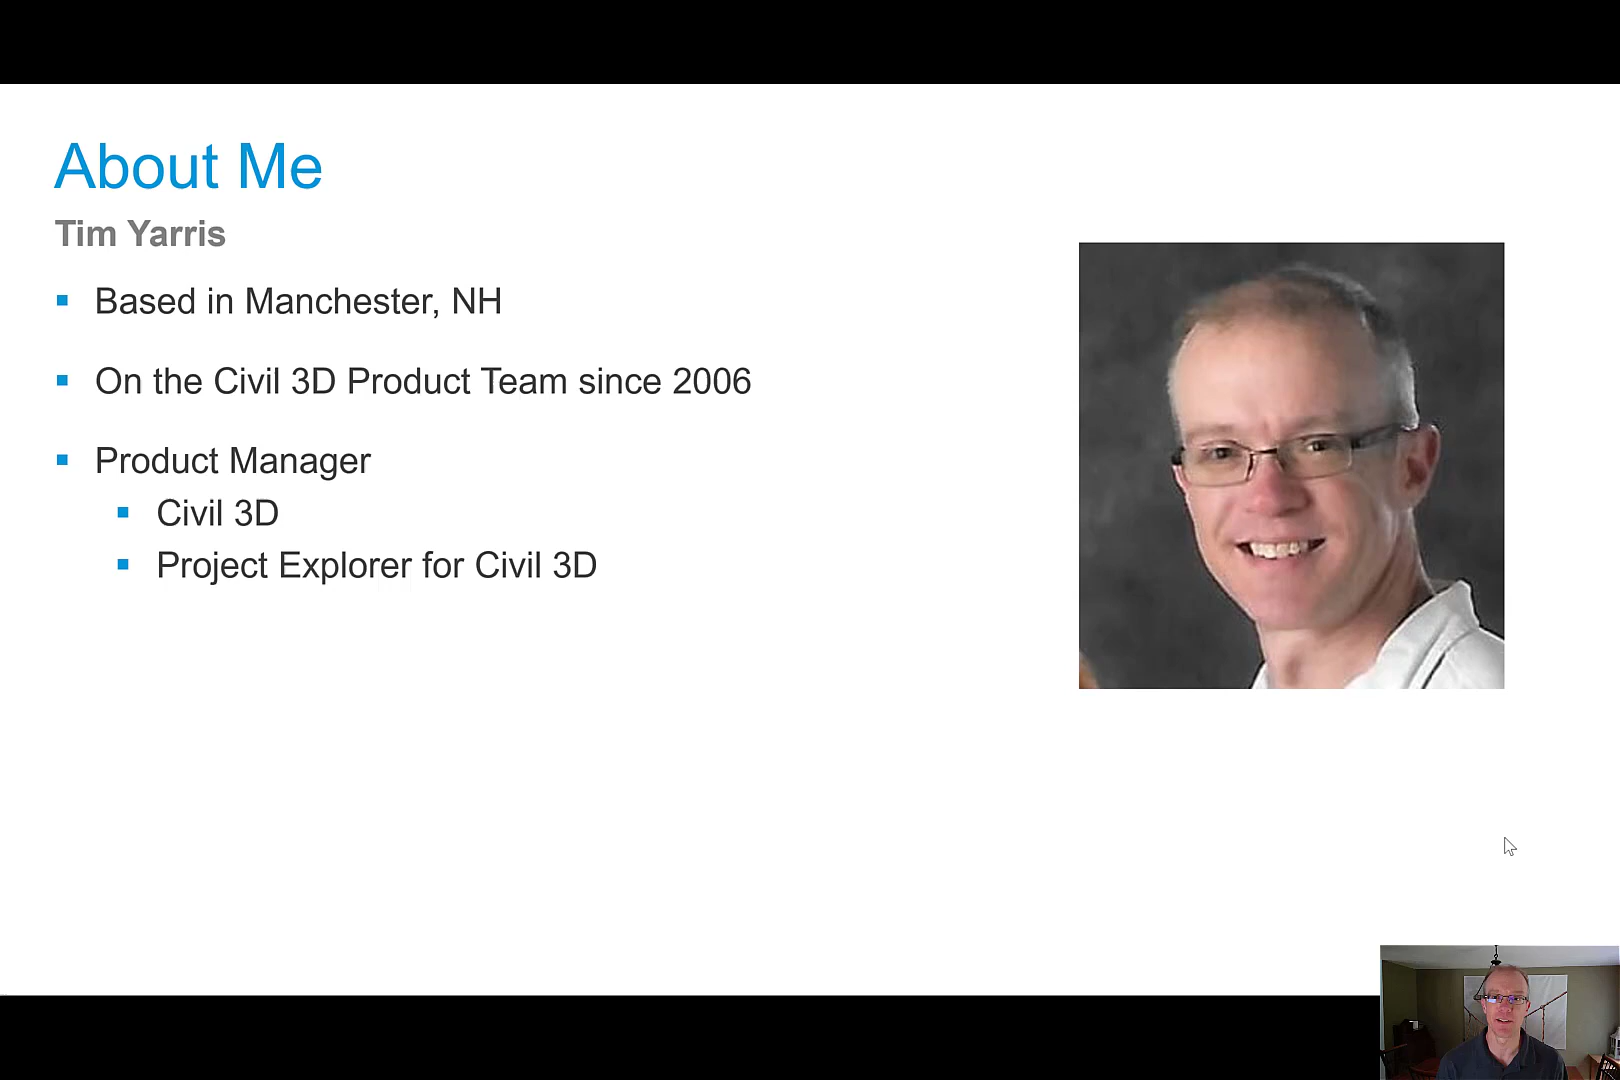 About Me
Tim Yarris
Based in Manchester, NH
On the Civil 3D Product Team since 2006
Product Manager
Civil 3D
Project Explorer for Civil 3D